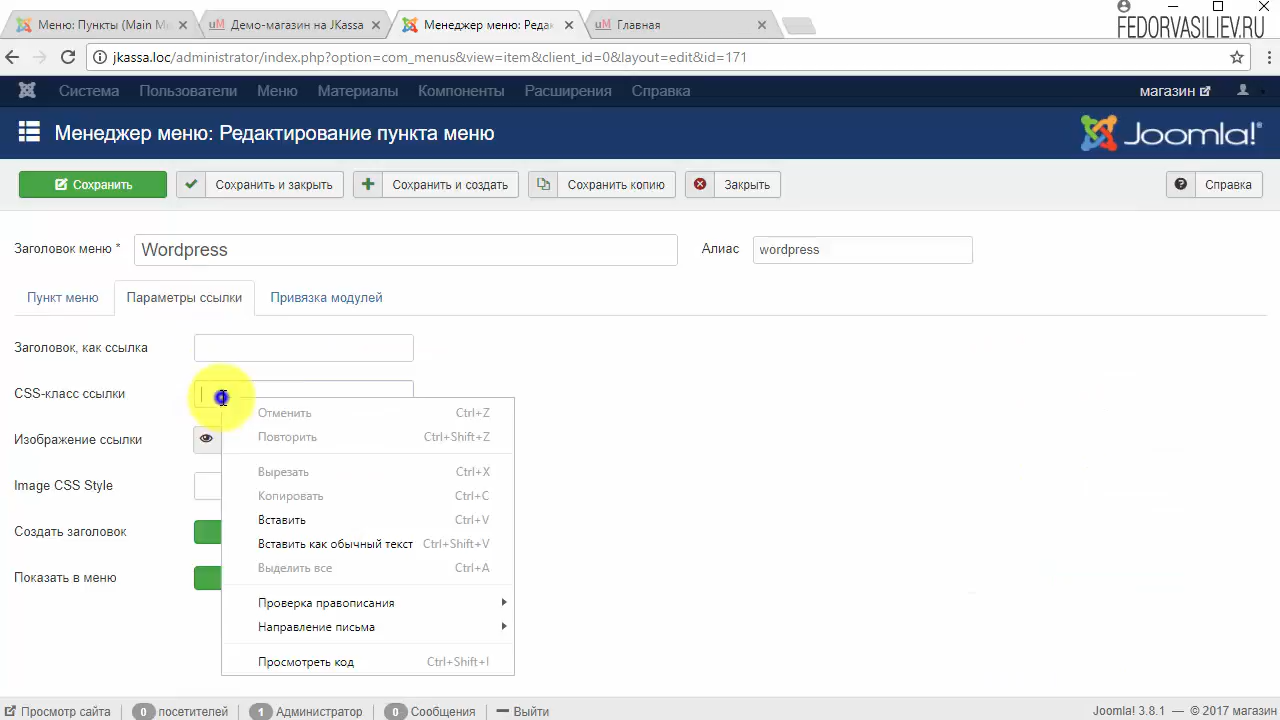 Меню: Пункты (Main M
Демо-магазин на JKassa
Менеджер меню: Реда
Главная
FEDORVASILIEV.RU
jkassa.loc/administrator/index.php?option=com_menus&view=item&client_id=0&layout=edit&id=171
Система Пользователи Меню Материалы Компоненты Расширения Справка магазин
Менеджер меню: Редактирование пункта меню
Joomla!®
Сохранить Сохранить и закрыть Сохранить и создать Сохранить копию Закрыть Справка
Заголовок меню * Wordpress Алиас wordpress
Пункт меню Параметры ссылки Привязка модулей
Заголовок, как ссылка
CSS-класс ссылки
Изображение ссылки
Image CSS Style
Создать заголовок
Показать в меню
Отменить Ctrl+Z
Повторить Ctrl+Shift+Z
Вырезать Ctrl+X
Копировать Ctrl+C
Вставить Ctrl+V
Вставить как обычный текст Ctrl+Shift+V
Выделить все Ctrl+A
Проверка правописания
Направление письма
Просмотреть код Ctrl+Shift+I
Просмотр сайта 0 посетителей 1 Администратор 0 Сообщения Выйти Joomla! 3.8.1 — © 2017 магазин